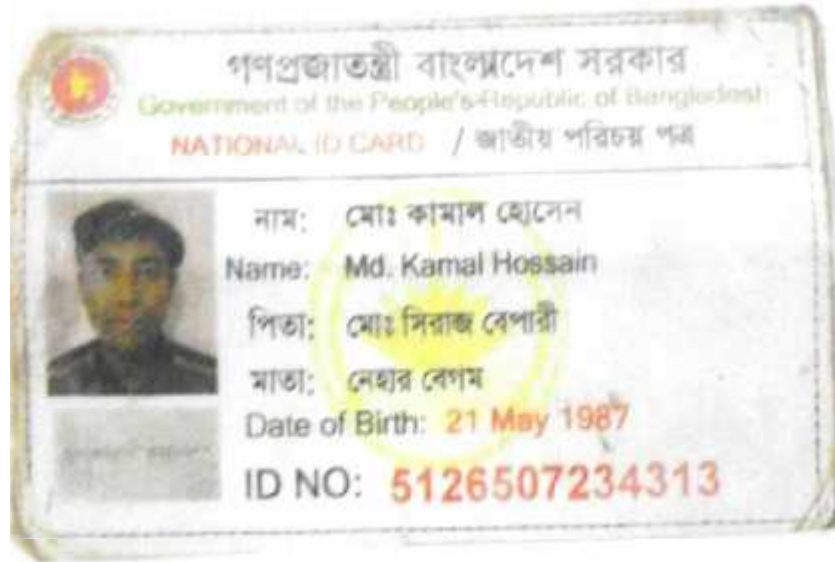 গণপ্রজাতন্ত্রী বাংলাদেশ সরকার
Government of the People's Republic of Bangladesh
NATIONAL ID CARD / জাতীয় পরিচয় পত্র
নাম: মোঃ কামাল হোসেন
Name: Md. Kamal Hossain
পিতা: মোঃ সিরাজ বেপারী
মাতা: নেহার বেগম
Date of Birth: 21 May 1987
ID NO: 5126507234313